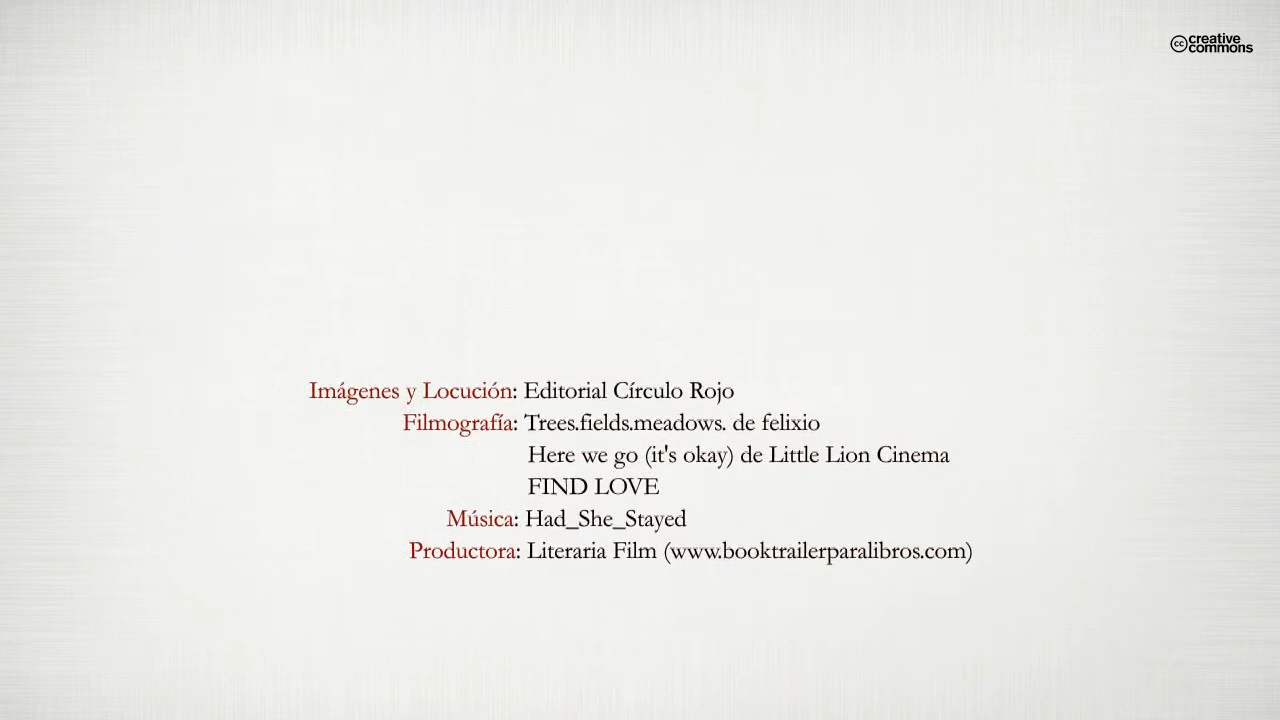 creative
commons
Imágenes y Locución: Editorial Círculo Rojo
Filmografía: Trees.fields.meadows. de felixio
Here we go (it's okay) de Little Lion Cinema
FIND LOVE
Música: Had_She_Stayed
Productora: Literaria Film (www.booktrailerparalibros.com)